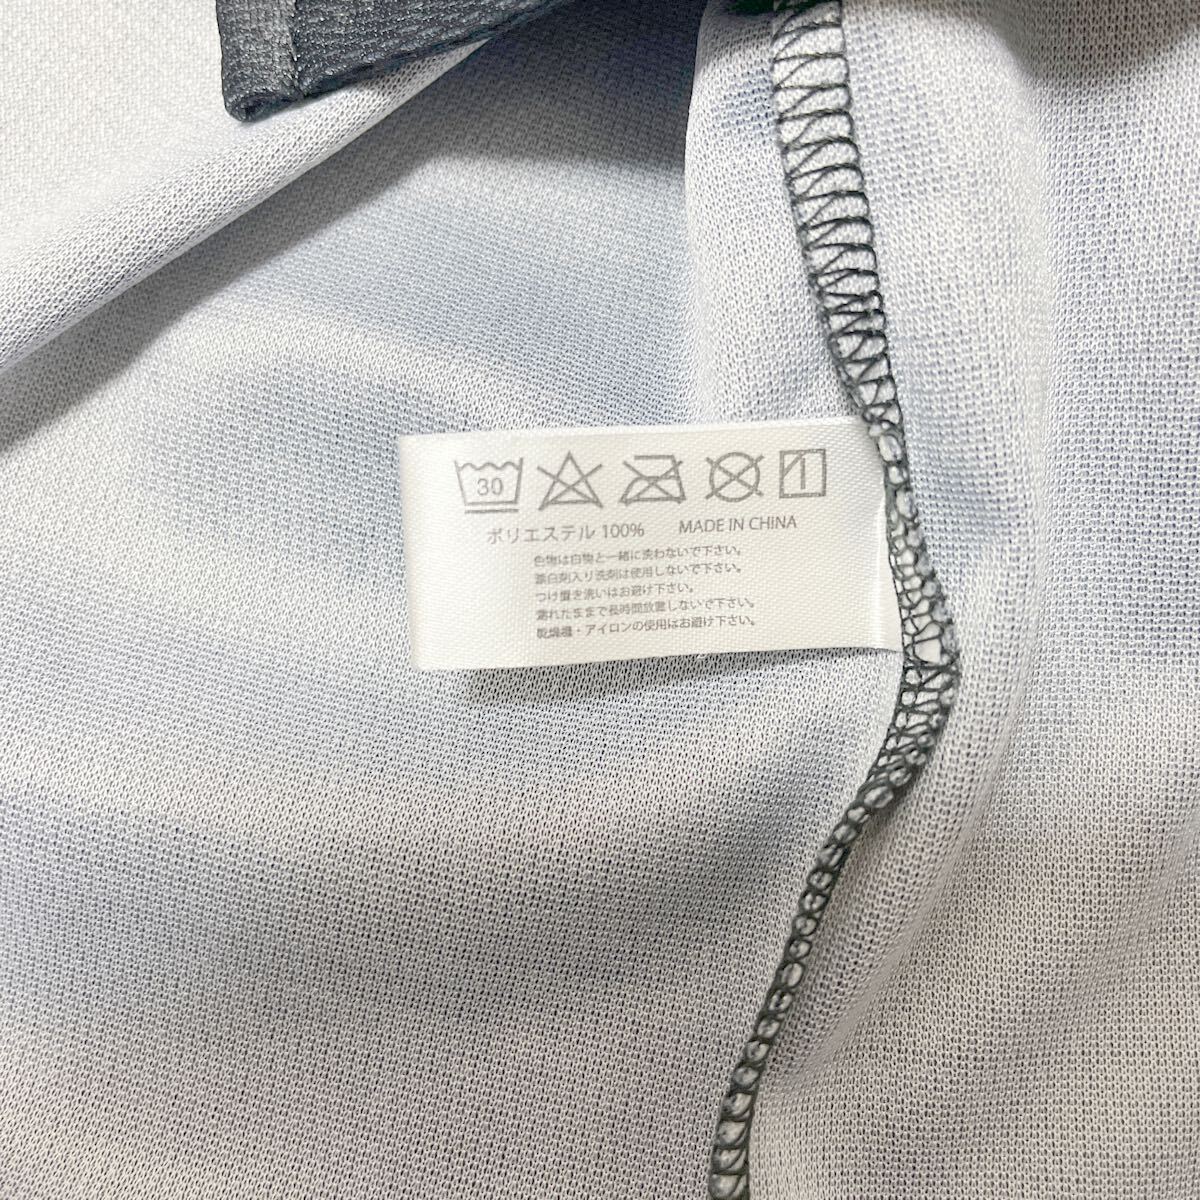 30
ポリエステル 100% MADE IN CHINA
色物は白物と一緒に洗わないで下さい。
漂白剤入り洗剤は使用しないで下さい。
つけ置き洗いはお避け下さい。
濡れたままで長時間放置しないで下さい。
乾燥機・アイロンの使用はお避け下さい。